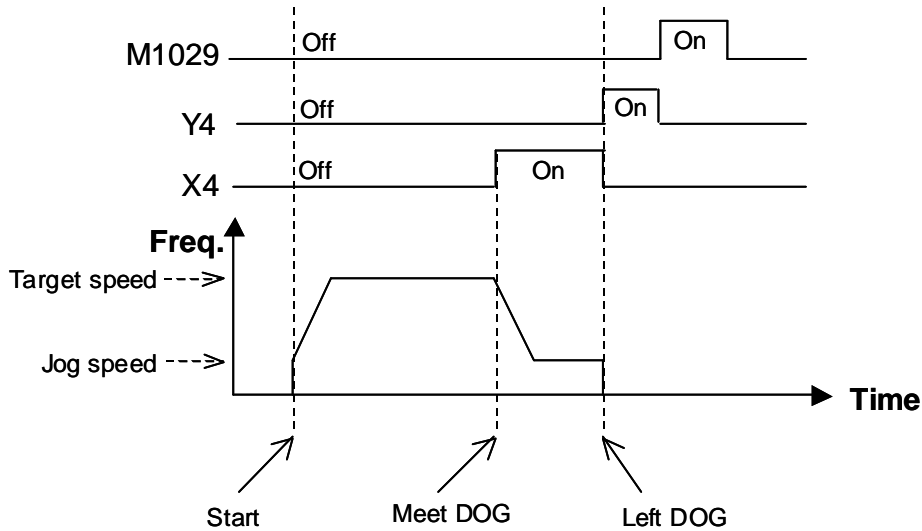 M1029
Off
On
Y4
Off
On
X4
Off
On
Freq.
Target speed
Jog speed
Time
Start
Meet DOG
Left DOG